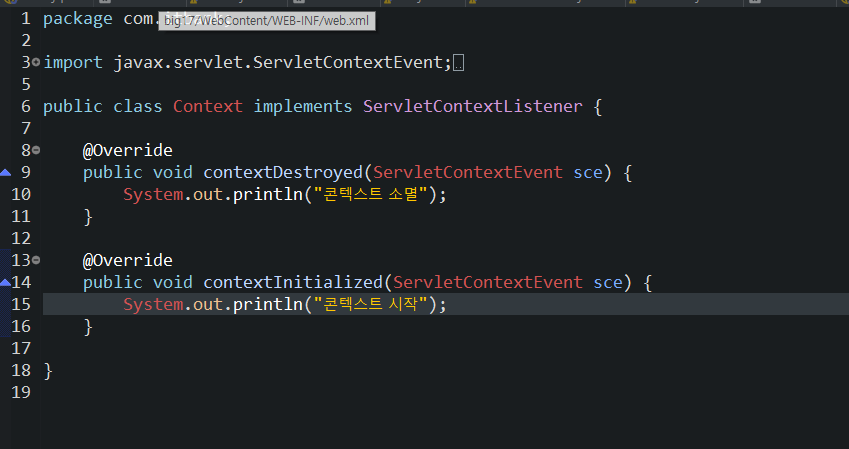 1 package com.
big17/WebContent/WEB-INF/web.xml
2
3 import javax.servlet.ServletContextEvent;
5
6 public class Context implements ServletContextListener {
7
8 @Override
9 public void contextDestroyed(ServletContextEvent sce) {
10 System.out.println("콘텍스트 소멸");
11 }
12
13 @Override
14 public void contextInitialized(ServletContextEvent sce) {
15 System.out.println("콘텍스트 시작");
16 }
17
18 }
19